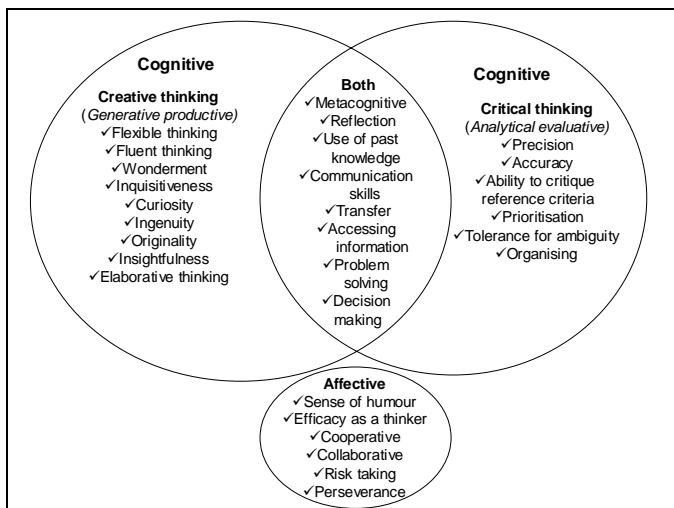 Cognitive
Creative thinking
(Generative productive)
✓Flexible thinking
✓Fluent thinking
✓Wonderment
✓Inquisitiveness
✓Curiosity
✓Ingenuity
✓Originality
✓Insightfulness
✓Elaborative thinking
Both
✓Metacognitive
✓Reflection
✓Use of past
knowledge
✓Communication
skills
✓Transfer
✓Accessing
information
✓Problem
solving
✓Decision
making
Cognitive
Critical thinking
(Analytical evaluative)
✓Precision
✓Accuracy
✓Ability to critique
reference criteria
✓Prioritisation
✓Tolerance for ambiguity
✓Organising
Affective
✓Sense of humour
✓Efficacy as a thinker
✓Cooperative
✓Collaborative
✓Risk taking
✓Perseverance